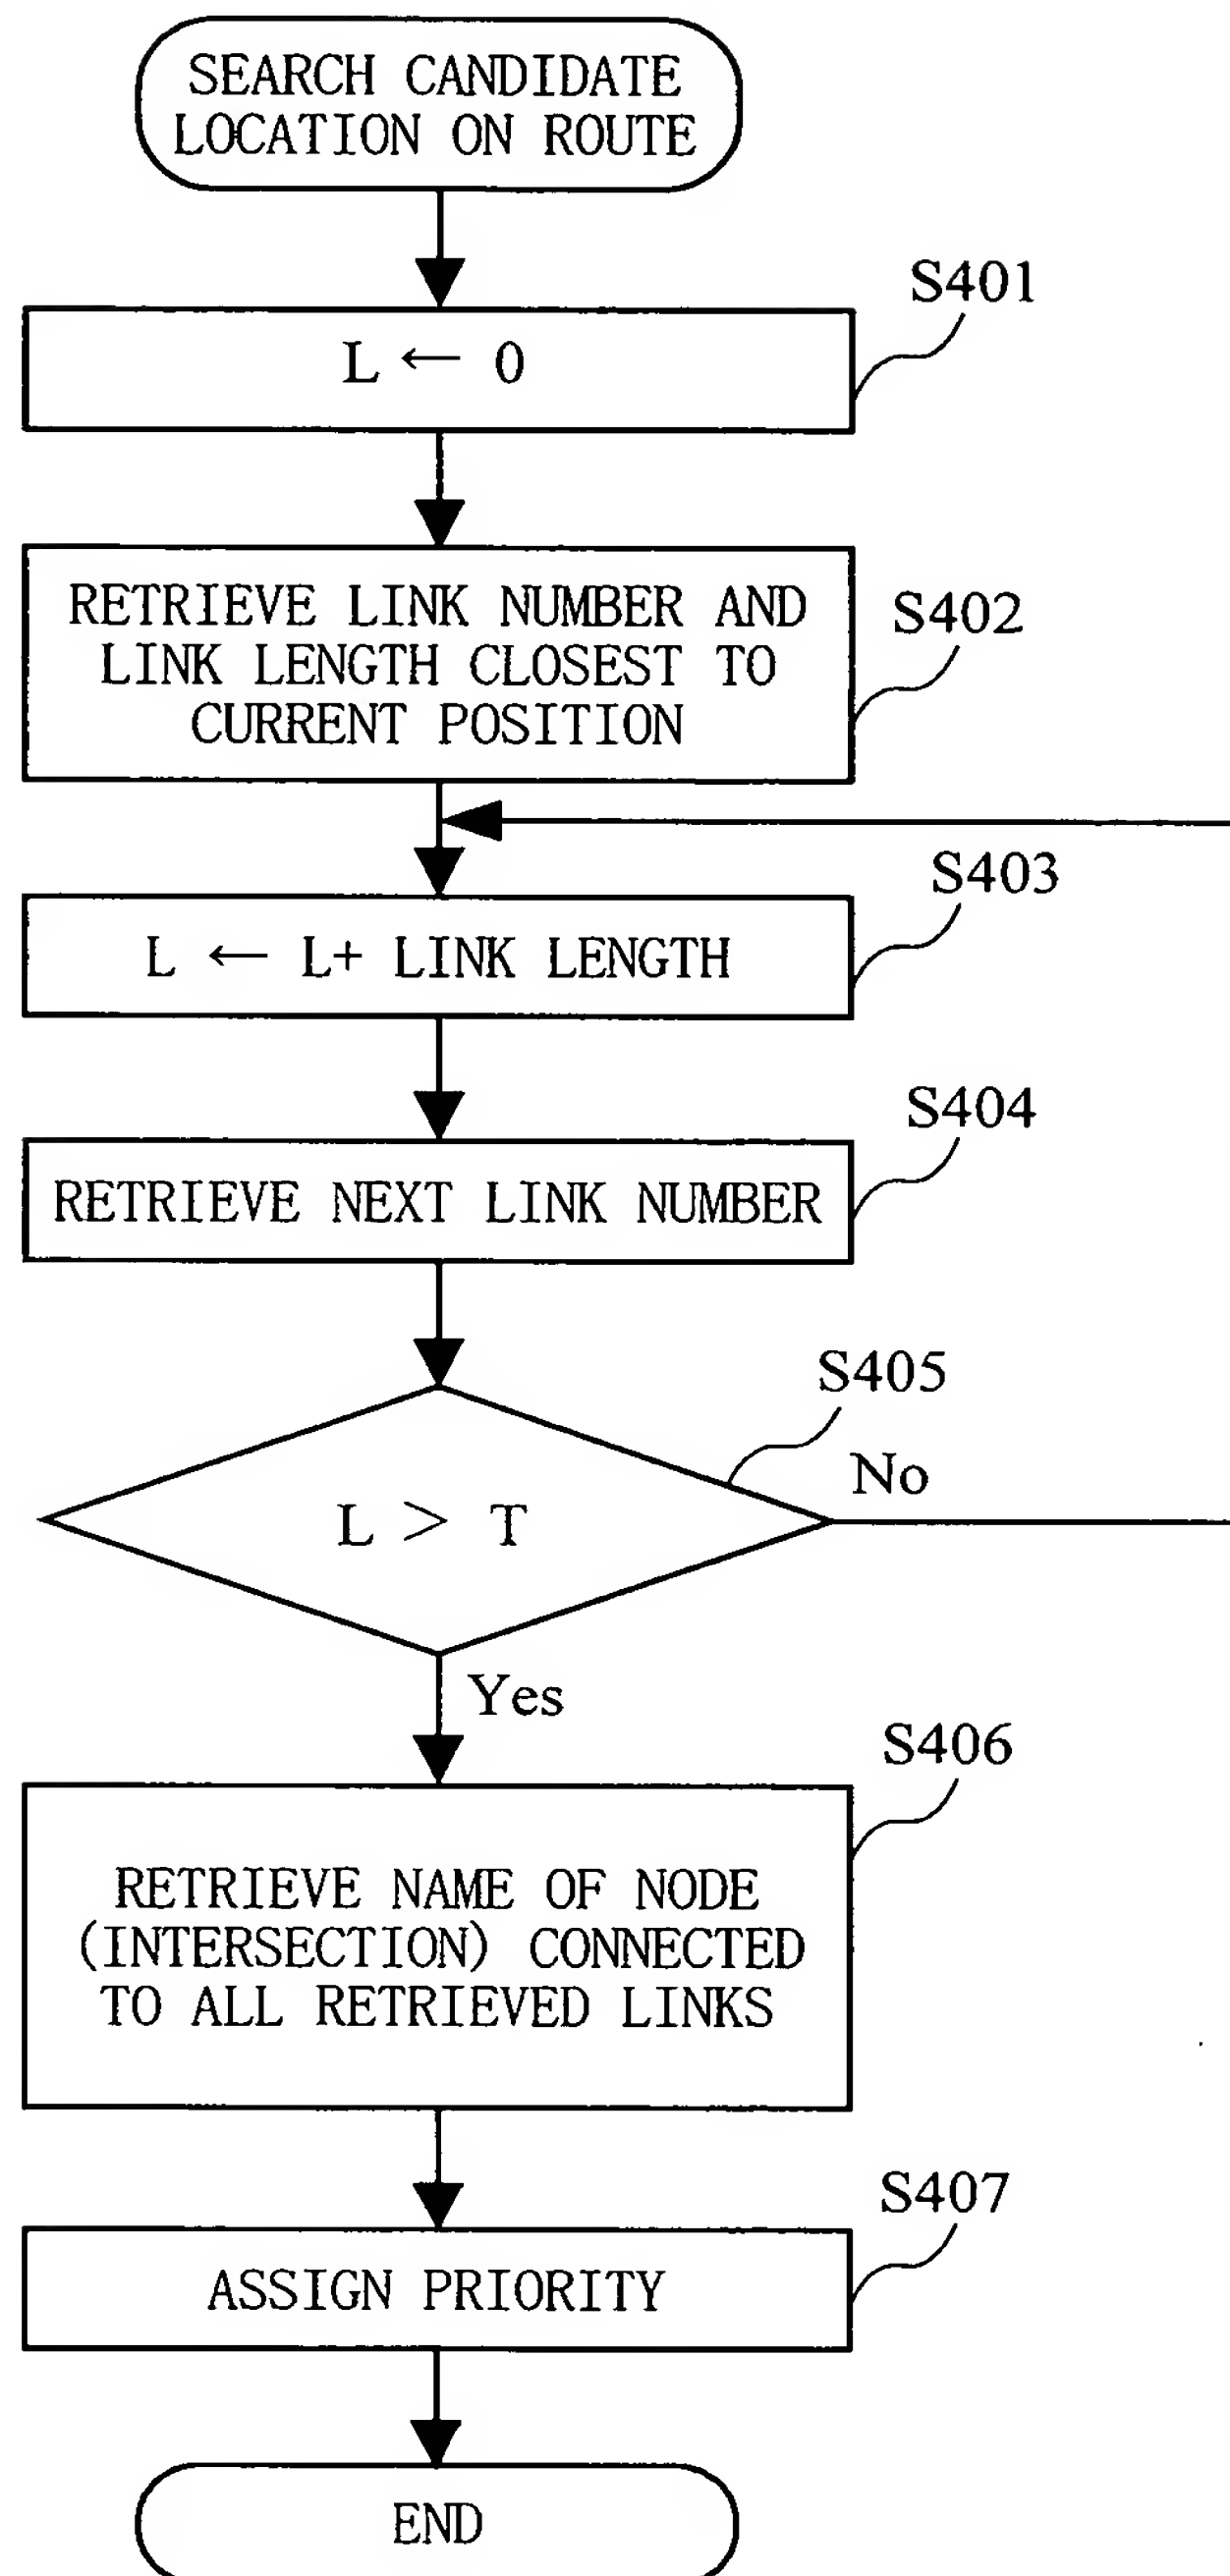 SEARCH CANDIDATE
LOCATION ON ROUTE
S401
L ← 0
S402
RETRIEVE LINK NUMBER AND
LINK LENGTH CLOSEST TO
CURRENT POSITION
S403
L ← L+ LINK LENGTH
S404
RETRIEVE NEXT LINK NUMBER
S405
No
L > T
Yes
S406
RETRIEVE NAME OF NODE
(INTERSECTION) CONNECTED
TO ALL RETRIEVED LINKS
S407
ASSIGN PRIORITY
END